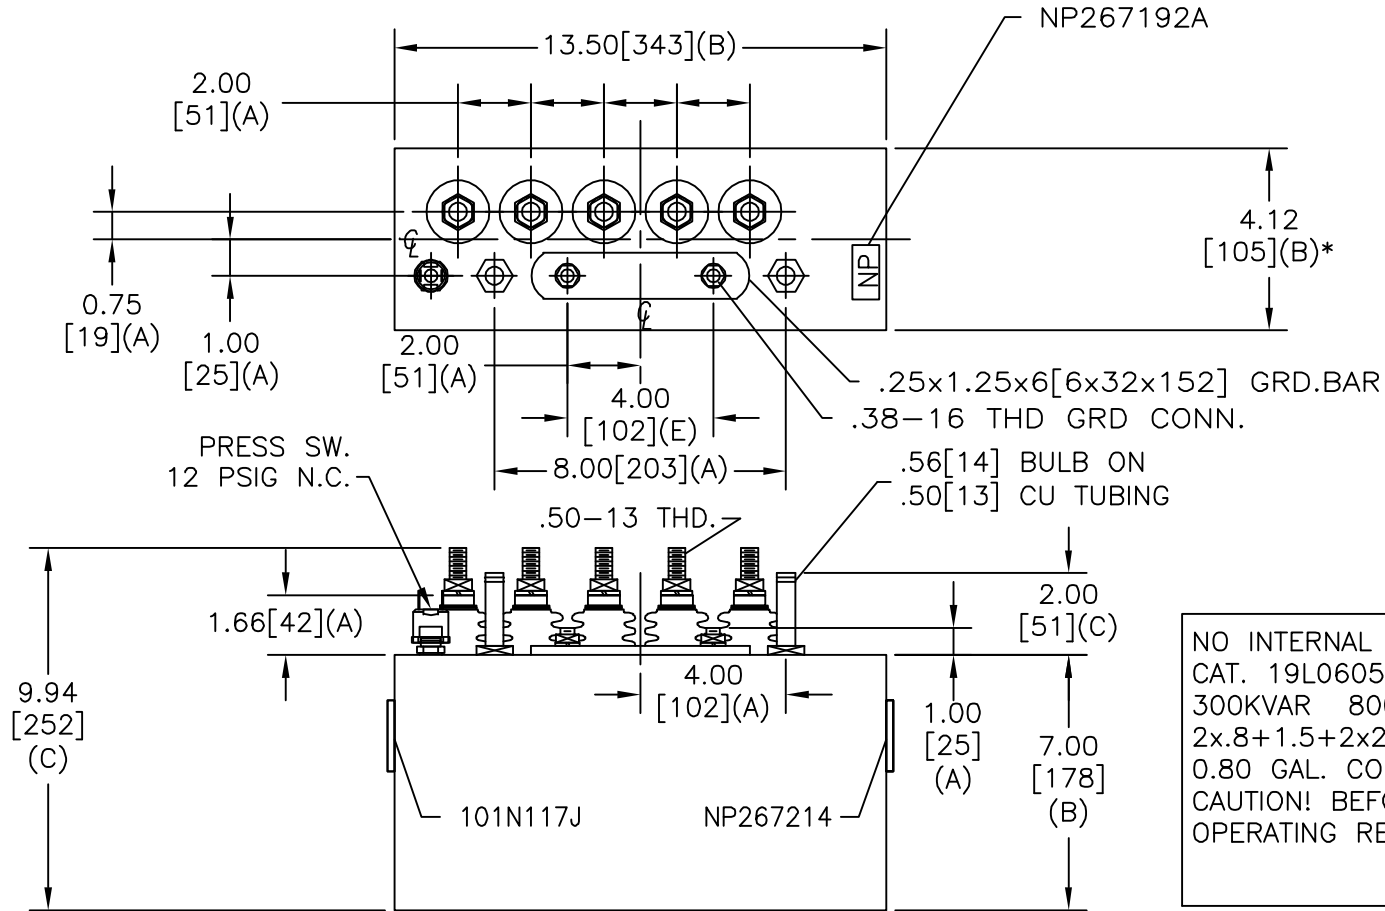 NP267192A
13.50[343](B)
2.00
[51](A)
4.12
[105](B)*
℄
NP
0.75
[19](A)
1.00
[25](A)
℄
2.00
[51](A)
4.00
[102](E)
.25x1.25x6[6x32x152] GRD.BAR
.38-16 THD GRD CONN.
8.00[203](A)
PRESS SW.
12 PSIG N.C.
.56[14] BULB ON
.50[13] CU TUBING
.50-13 THD.
1.66[42](A)
2.00
[51](C)
9.94
[252]
(C)
4.00
[102](A)
1.00
[25]
(A)
7.00
[178]
(B)
101N117J
NP267214
NO INTERNAL
CAT. 19L0605
300KVAR 80
2x.8+1.5+2x2
0.80 GAL. CO
CAUTION! BEF
OPERATING RE